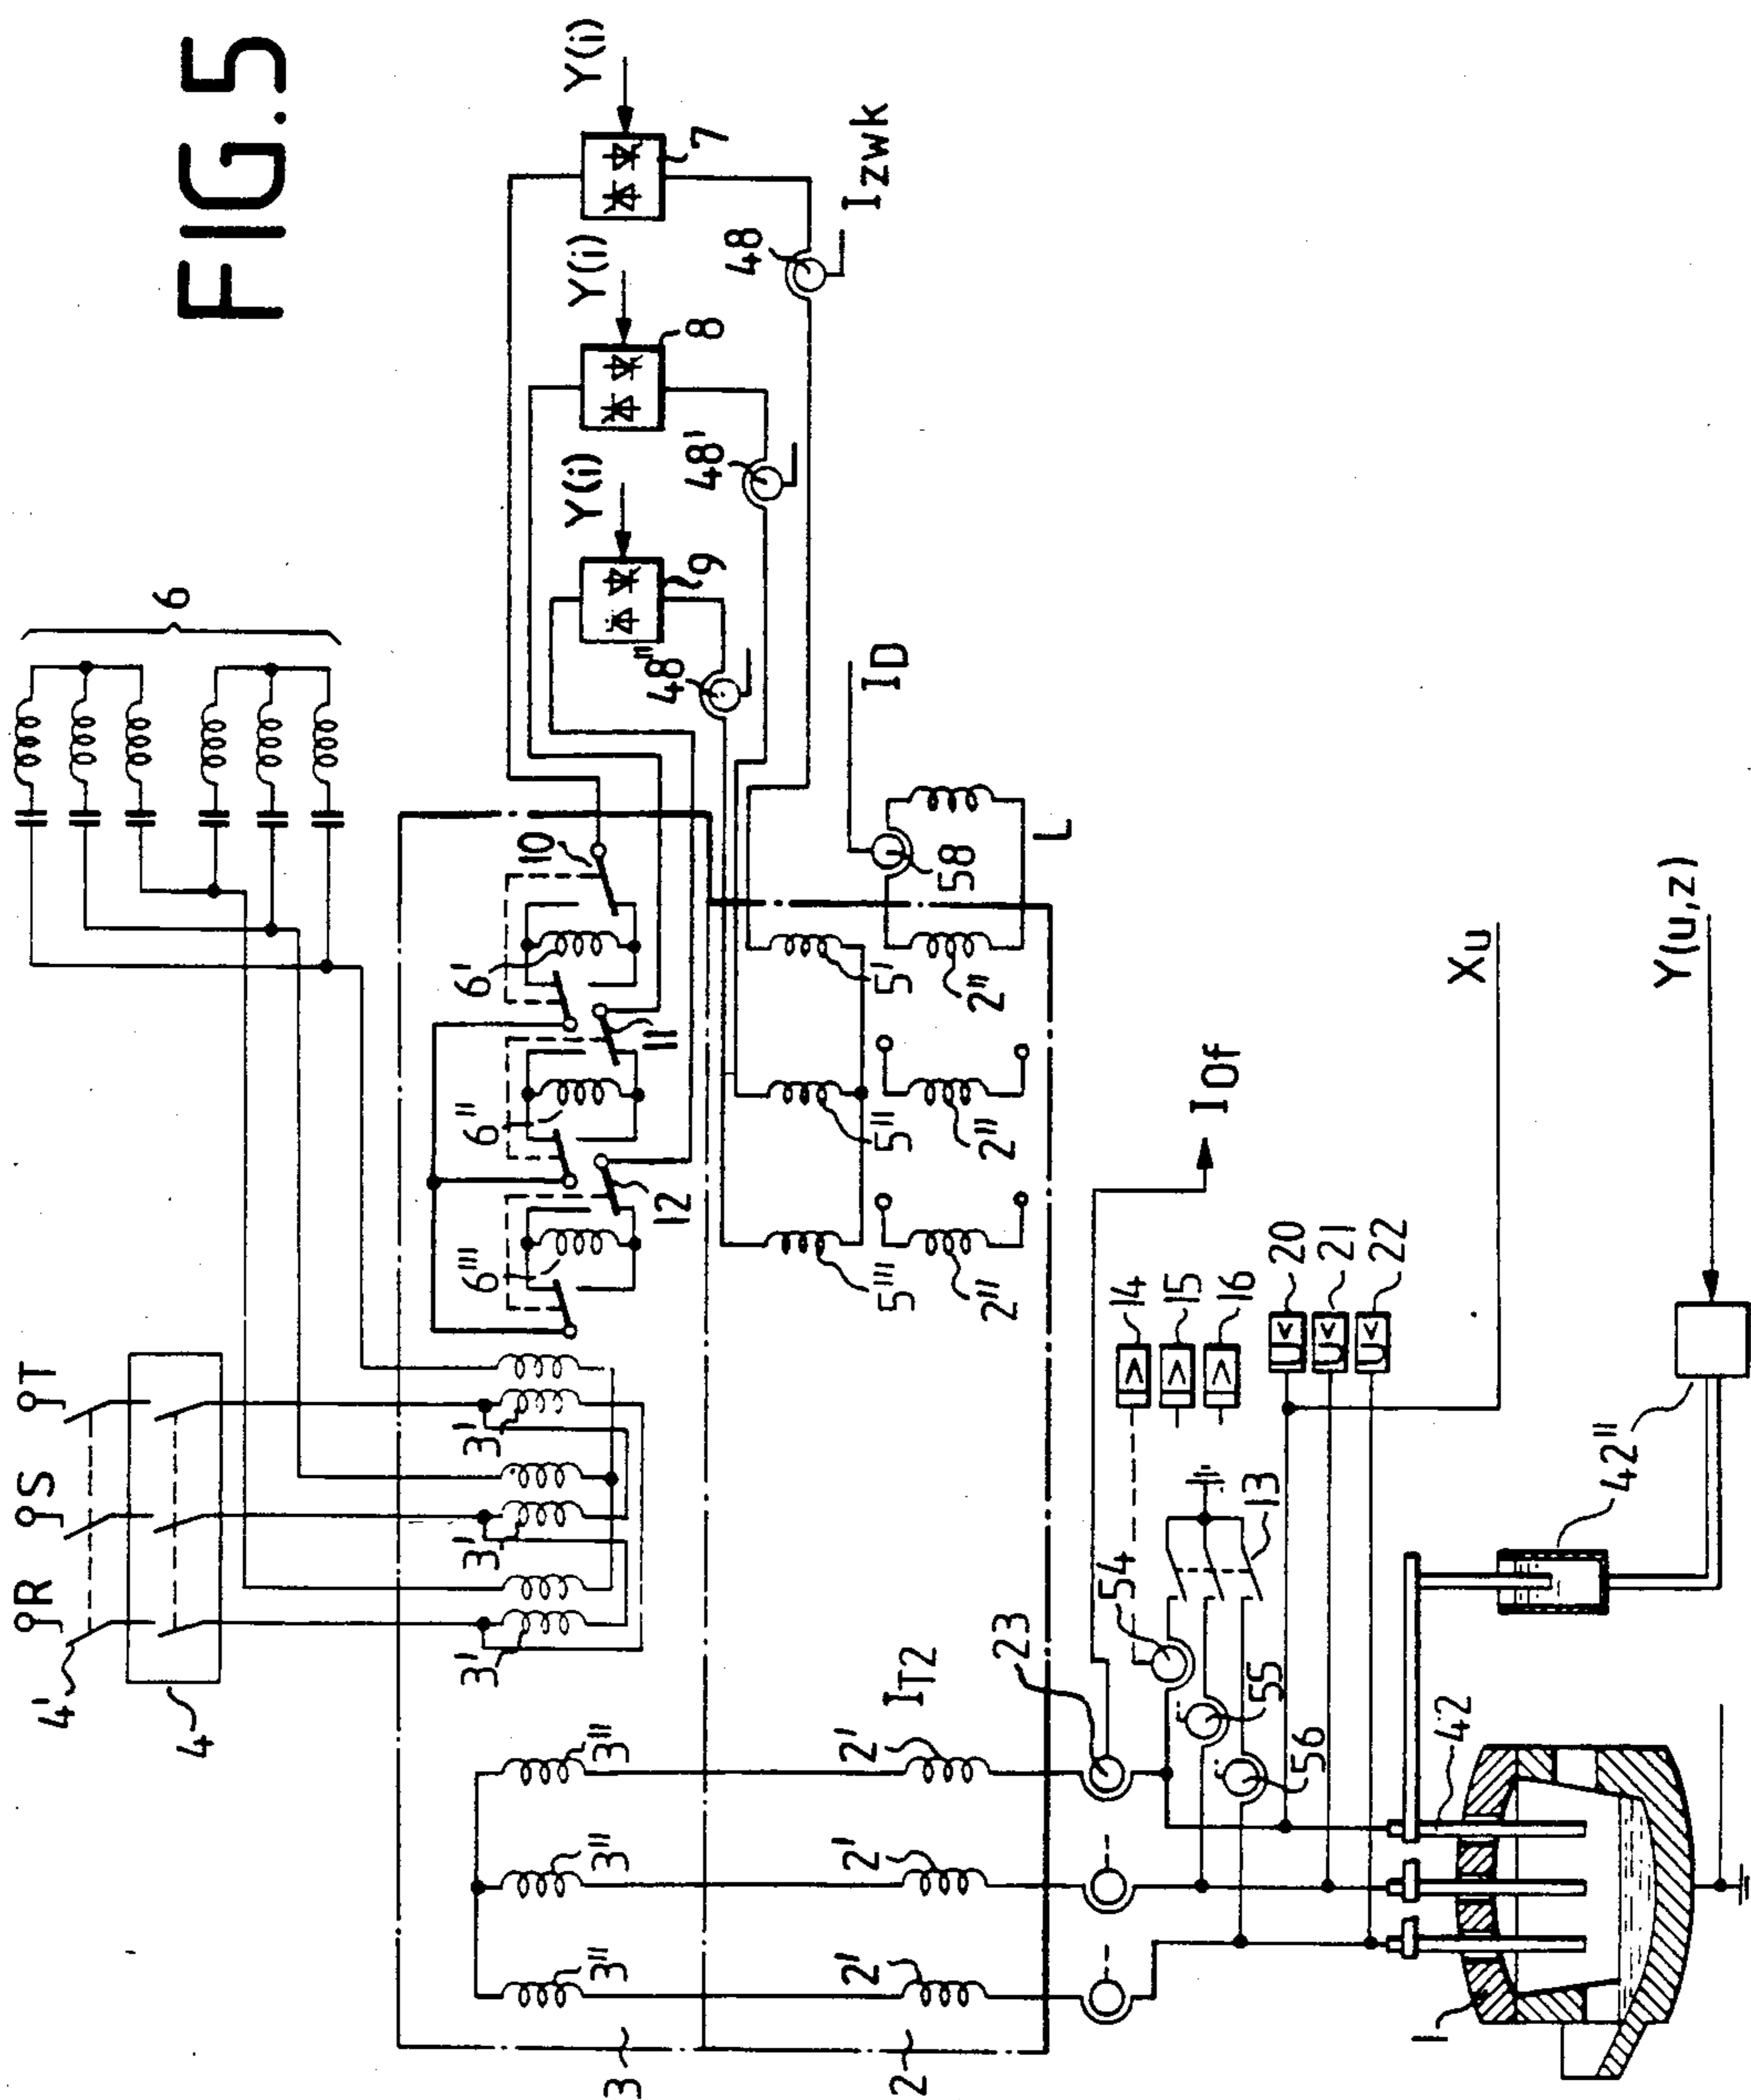 FIG.5
R
S
T
4'
4
6
3'
3'
3'
6'''
6''
6'
10
11
12
Y(i)
Y(i)
Y(i)
9
8
7
48''
48'
48
Izwk
3''
3''
3''
3
2
2'
2'
2'
IT2
5'''
5''
5'
2''
2''
2''
ID
58
L
23
54
55
56
13
I0f
14
15
16
20
21
22
U<
U<
U<
I>
I>
I>
Xu
Y(u,z)
42''
42
1